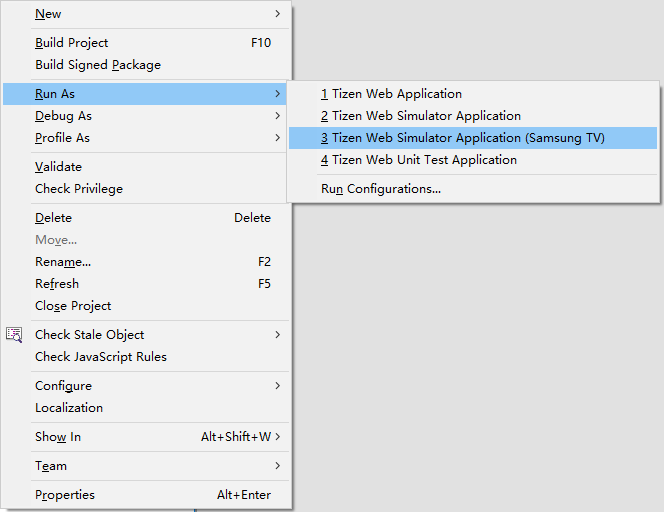 New
Build Project F10
Build Signed Package
Run As
Debug As
Profile As
Validate
Check Privilege
Delete Delete
Move...
Rename... F2
Refresh F5
Close Project
Check Stale Object
Check JavaScript Rules
Configure
Localization
Show In Alt+Shift+W
Team
Properties Alt+Enter
1 Tizen Web Application
2 Tizen Web Simulator Application
3 Tizen Web Simulator Application (Samsung TV)
4 Tizen Web Unit Test Application
Run Configurations...